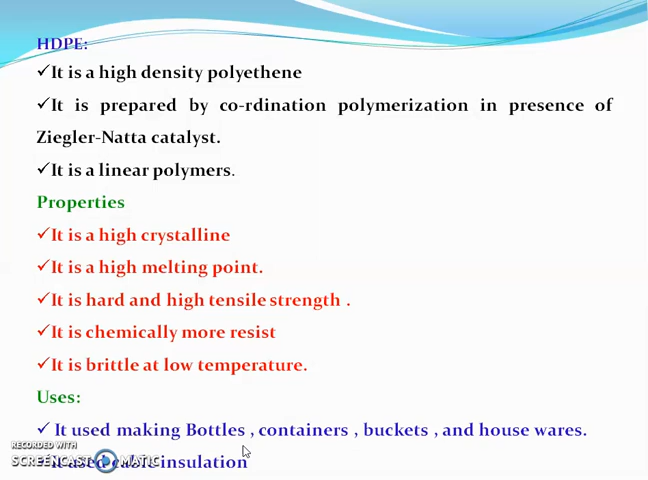 HDPE:
✓It is a high density polyethene
✓It is prepared by co-rdination polymerization in presence of
Ziegler-Natta catalyst.
✓It is a linear polymers.
Properties
✓It is a high crystalline
✓It is a high melting point.
✓It is hard and high tensile strength .
✓It is chemically more resist
✓It is brittle at low temperature.
Uses:
✓ It used making Bottles , containers , buckets , and house wares.
RECORDED WITH
SCREENCAST MATIC
It used cable insulation